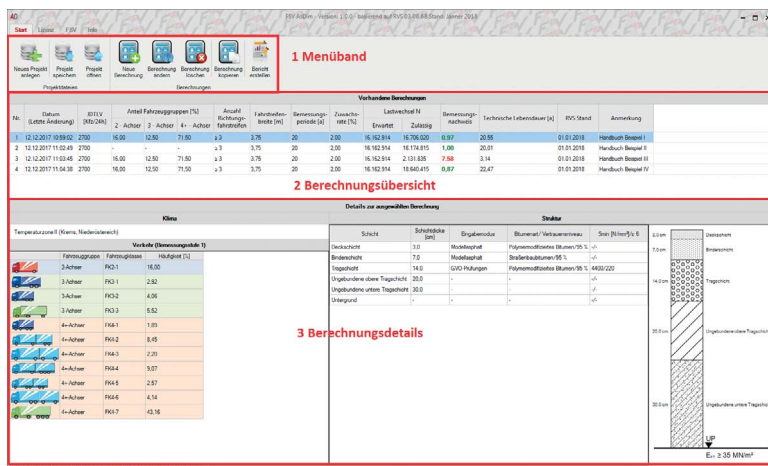 AD
FSV AsDim - Version: 1.0.0 - basierend auf RVS 03.08.63 Stand: Jänner 2018
Start Lizenz FSV Info
Neues Projekt anlegen
Projekt speichern
Projekt öffnen
Neue Berechnung
Berechnung ändern
Berechnung löschen
Berechnung kopieren
Bericht erstellen
Projektdateien
Berechnungen
1 Menüband
Vorhandene Berechnungen
Nr. Datum (Letzte Änderung) JDTLV [Kfz/24h] Anteil Fahrzeuggruppen [%] 2 - Achser 3 - Achser 4+ - Achser Anzahl Richtungs- fahrstreifen Fahrstreifen- breite [m] Bemessungs- periode [a] Zuwachs- rate [%] Lastwechsel N Erwartet Zulässig Bemessungs- nachweis Technische Lebensdauer [a] RVS Stand Anmerkung
1 12.12.2017 10:59:02 2700 16,00 12,50 71,50 ≥ 3 3,75 20 2,00 16.162.914 16.706.020 0,97 20,55 01.01.2018 Handbuch Beispiel I
2 12.12.2017 11:02:49 2700 - - - ≥ 3 3,75 20 2,00 16.162.914 16.174.815 1,00 20,01 01.01.2018 Handbuch Beispiel II
3 12.12.2017 11:03:45 2700 16,00 12,50 71,50 ≥ 3 3,75 20 2,00 16.162.914 2.131.835 7,58 3,14 01.01.2018 Handbuch Beispiel III
4 12.12.2017 11:04:38 2700 16,00 12,50 71,50 ≥ 3 3,75 20 2,00 16.162.914 18.640.415 0,87 22,47 01.01.2018 Handbuch Beispiel IV
2 Berechnungsübersicht
Details zur ausgewählten Berechnung
Klima
Temperaturzone II (Krems, Niederösterreich)
Verkehr (Bemessungsstufe 1)
Fahrzeuggruppe Fahrzeugklasse Häufigkeit [%]
2-Achser FK2-1 16,00
3-Achser FK3-1 2,92
3-Achser FK3-2 4,06
3-Achser FK3-3 5,52
4+-Achser FK4-1 1,89
4+-Achser FK4-2 8,45
4+-Achser FK4-3 2,20
4+-Achser FK4-4 9,07
4+-Achser FK4-5 2,57
4+-Achser FK4-6 4,14
4+-Achser FK4-7 43,16
3 Berechnungsdetails
Struktur
Schicht Schichtdicke [cm] Eingabemodus Bitumenart/ Vertrauensniveau Smin [N/mm²]/ε 6
Deckschicht 3,0 Modellasphalt Polymermodifiziertes Bitumen/95 % -/-
Binderschicht 7,0 Modellasphalt Straßenbaubitumen/95 % -/-
Tragschicht 14,0 GVO-Prüfungen Polymermodifiziertes Bitumen/95 % 4400/220
Ungebundene obere Tragschicht 20,0 - - -/-
Ungebundene untere Tragschicht 30,0 - - -/-
Untergrund - - - -/-
3,0 cm Deckschicht
7,0 cm Binderschicht
14,0 cm Tragschicht
20,0 cm Ungebundene obere Tragschicht
30,0 cm Ungebundene untere Tragschicht
UP
≥ 35 MN/m²